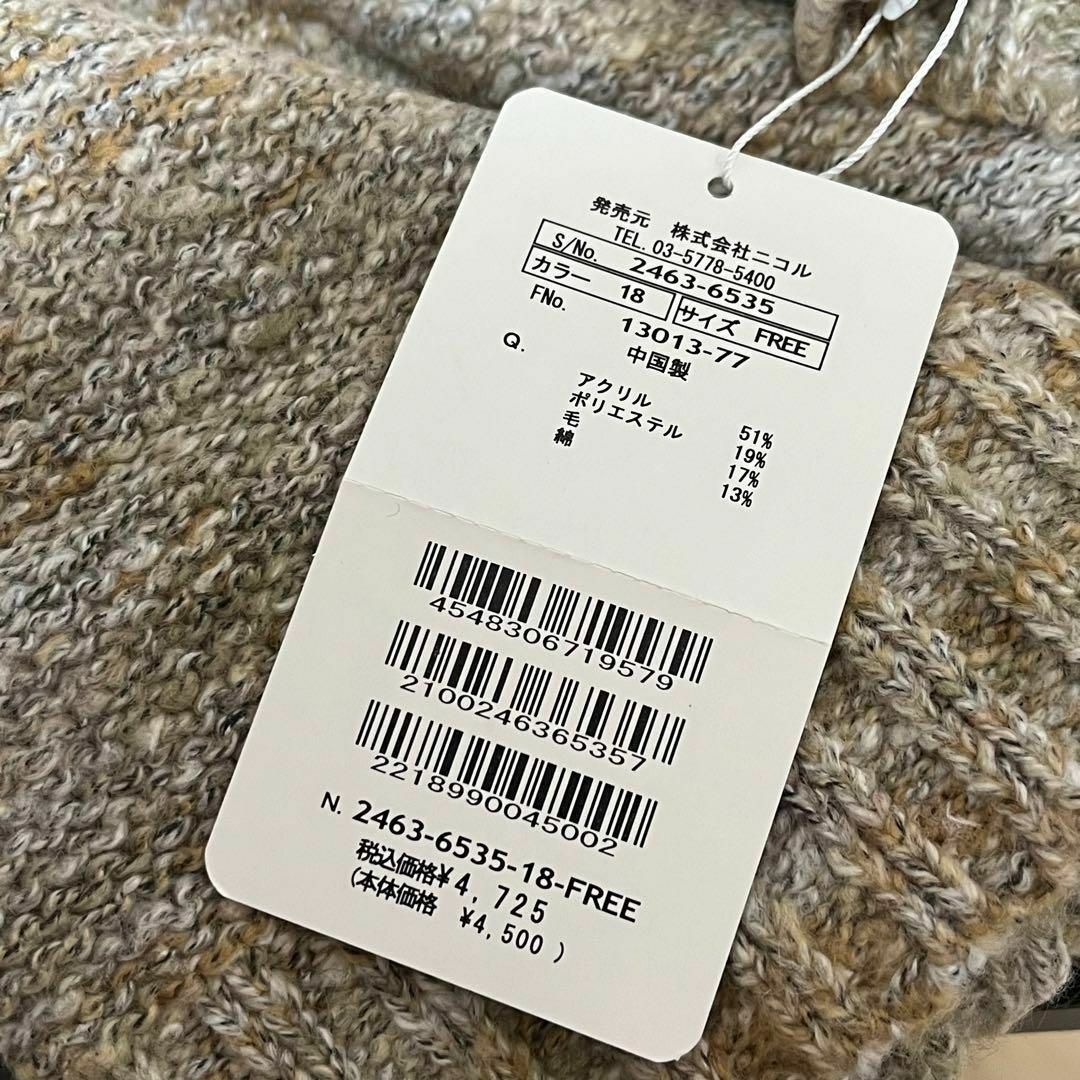 発売元 株式会社ニコル
TEL. 03-5778-5400
S/No. 2463-6535
カラー 18 サイズ FREE
FNo. 13013-77
Q. 中国製
アクリル 51%
ポリエステル 19%
毛 17%
綿 13%
4548306719579
2100246365357
2218990045002
N. 2463-6535-18-FREE
税込価格¥4,725
(本体価格 ¥4,500 )